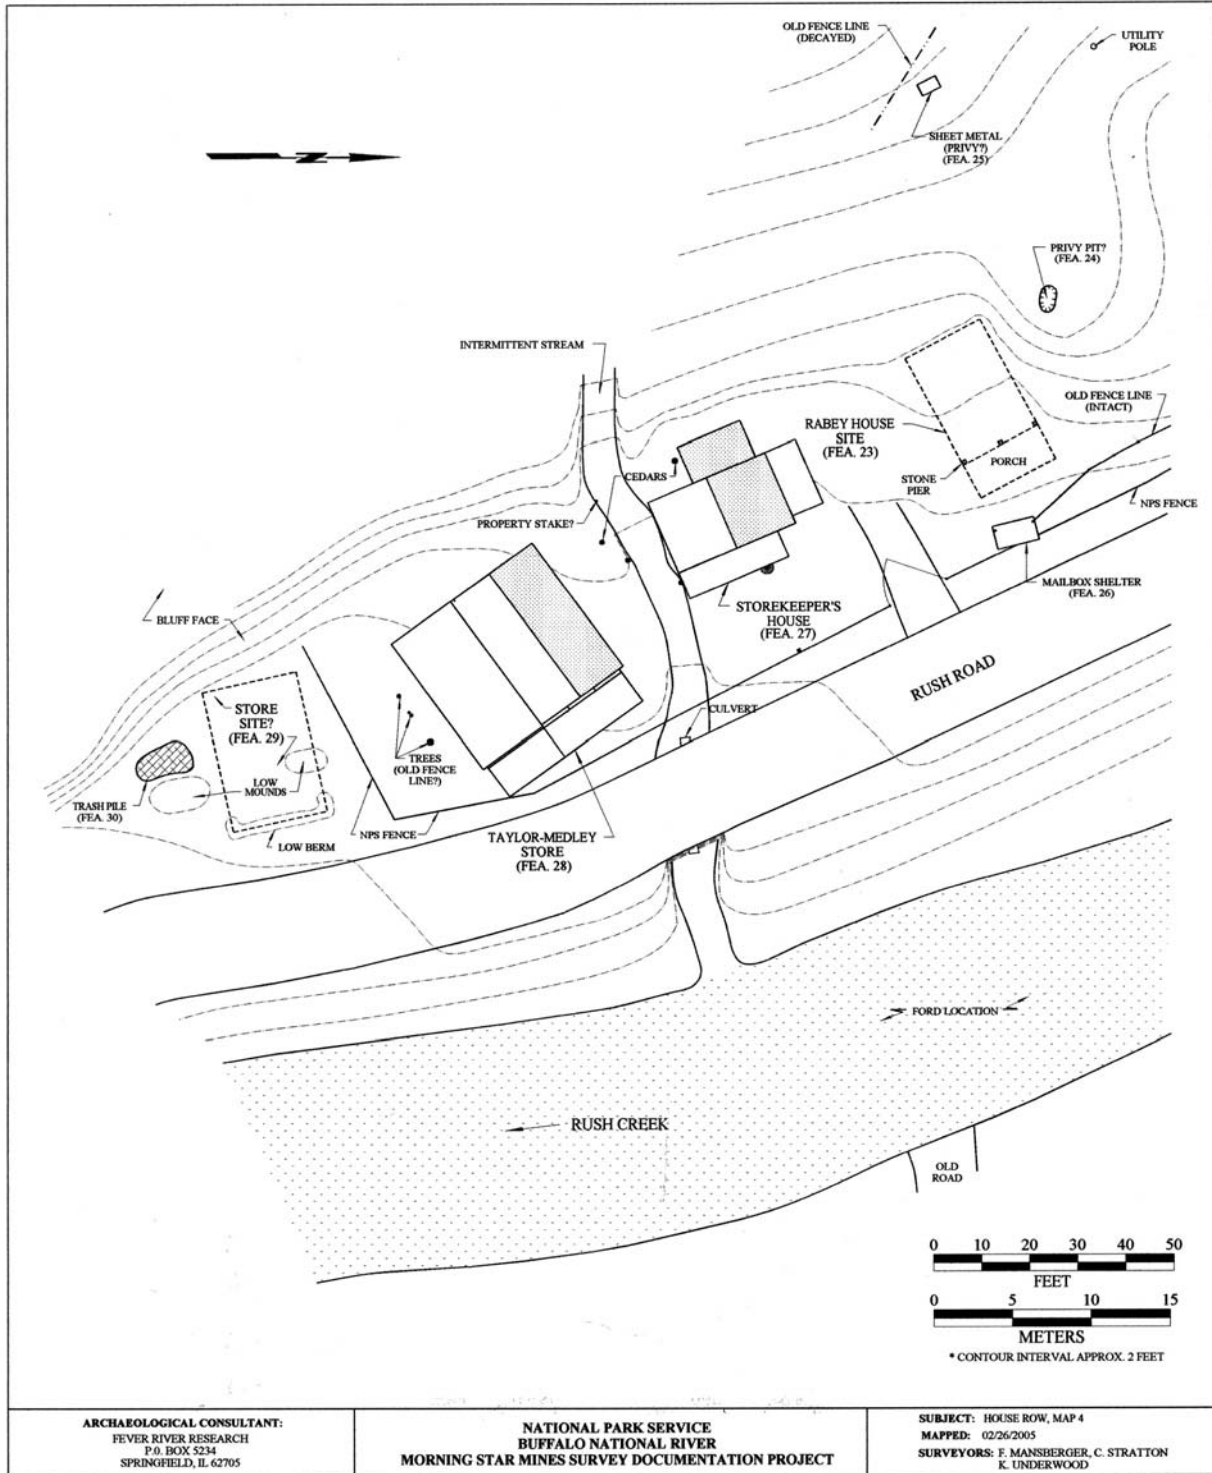 OLD FENCE LINE
(DECAYED)
UTILITY
POLE
SHEET METAL
(PRIVY?)
(FEA. 25)
N
PRIVY PIT?
(FEA. 24)
INTERMITTENT STREAM
OLD FENCE LINE
(INTACT)
RABEY HOUSE
SITE
(FEA. 23)
PORCH
STONE
PIER
CEDARS
NPS FENCE
PROPERTY STAKE?
MAILBOX SHELTER
(FEA. 26)
STOREKEEPER'S
HOUSE
(FEA. 27)
BLUFF FACE
RUSH ROAD
STORE
SITE?
(FEA. 29)
CULVERT
TREES
(OLD FENCE
LINE?)
LOW
MOUNDS
TRASH PILE
(FEA. 30)
NPS FENCE
LOW BERM
TAYLOR-MEDLEY
STORE
(FEA. 28)
FORD LOCATION
RUSH CREEK
OLD
ROAD
0 10 20 30 40 50
FEET
0 5 10 15
METERS
* CONTOUR INTERVAL APPROX. 2 FEET
ARCHAEOLOGICAL CONSULTANT:
FEVER RIVER RESEARCH
P.O. BOX 5234
SPRINGFIELD, IL 62705
NATIONAL PARK SERVICE
BUFFALO NATIONAL RIVER
MORNING STAR MINES SURVEY DOCUMENTATION PROJECT
SUBJECT: HOUSE ROW, MAP 4
MAPPED: 02/26/2005
SURVEYORS: F. MANSBERGER, C. STRATTON
K. UNDERWOOD